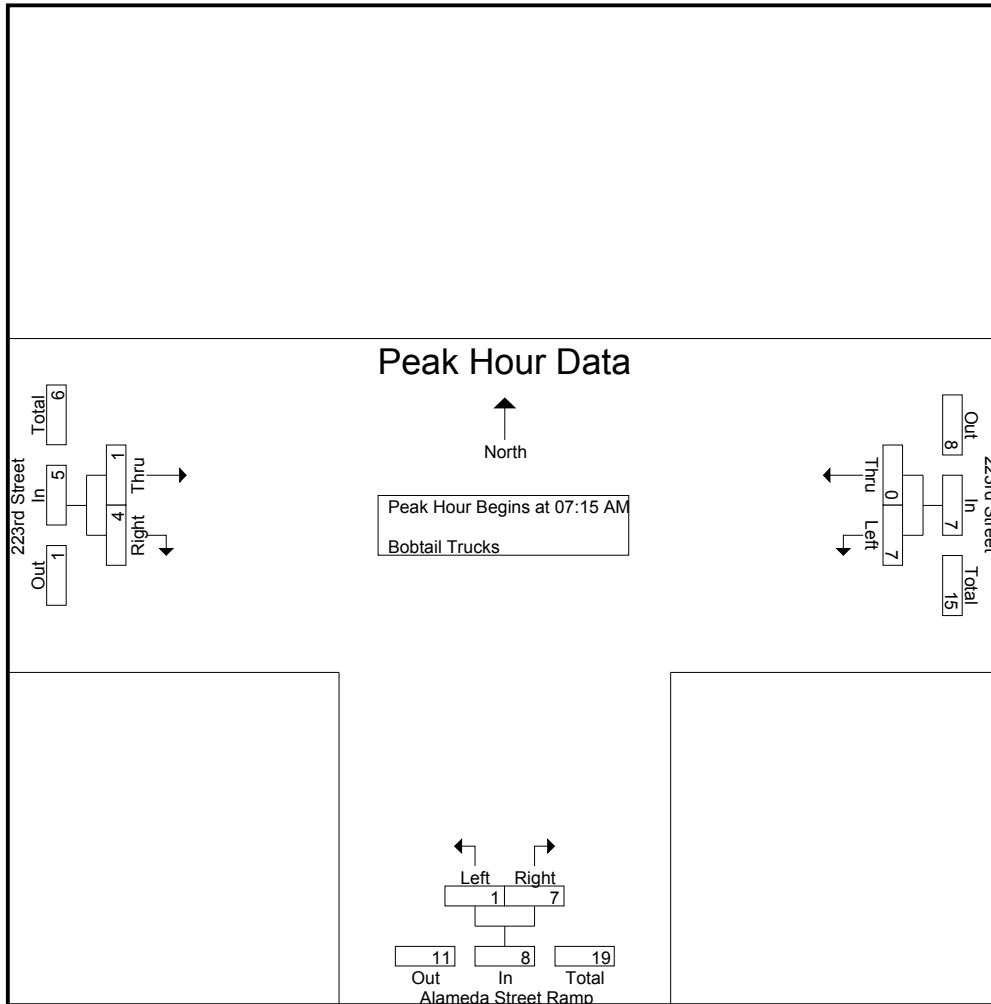 Peak Hour Data
North
Peak Hour Begins at 07:15 AM
Bobtail Trucks
223rd Street
Total
6
In
5
Out
1
Thru
1
Right
4
223rd Street
Out
8
In
7
Total
15
Thru
0
Left
7
Left Right
1 7
11 8 19
Out In Total
Alameda Street Ramp